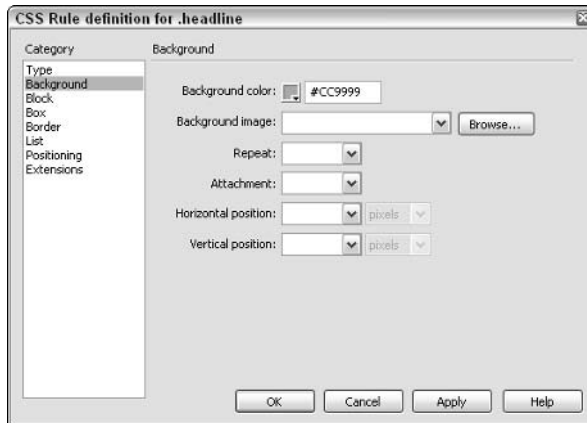 CSS Rule definition for .headline
Category
Background
Type
Background
Block
Box
Border
List
Positioning
Extensions
Background color: #CC9999
Background image: Browse...
Repeat:
Attachment:
Horizontal position: pixels
Vertical position: pixels
OK Cancel Apply Help